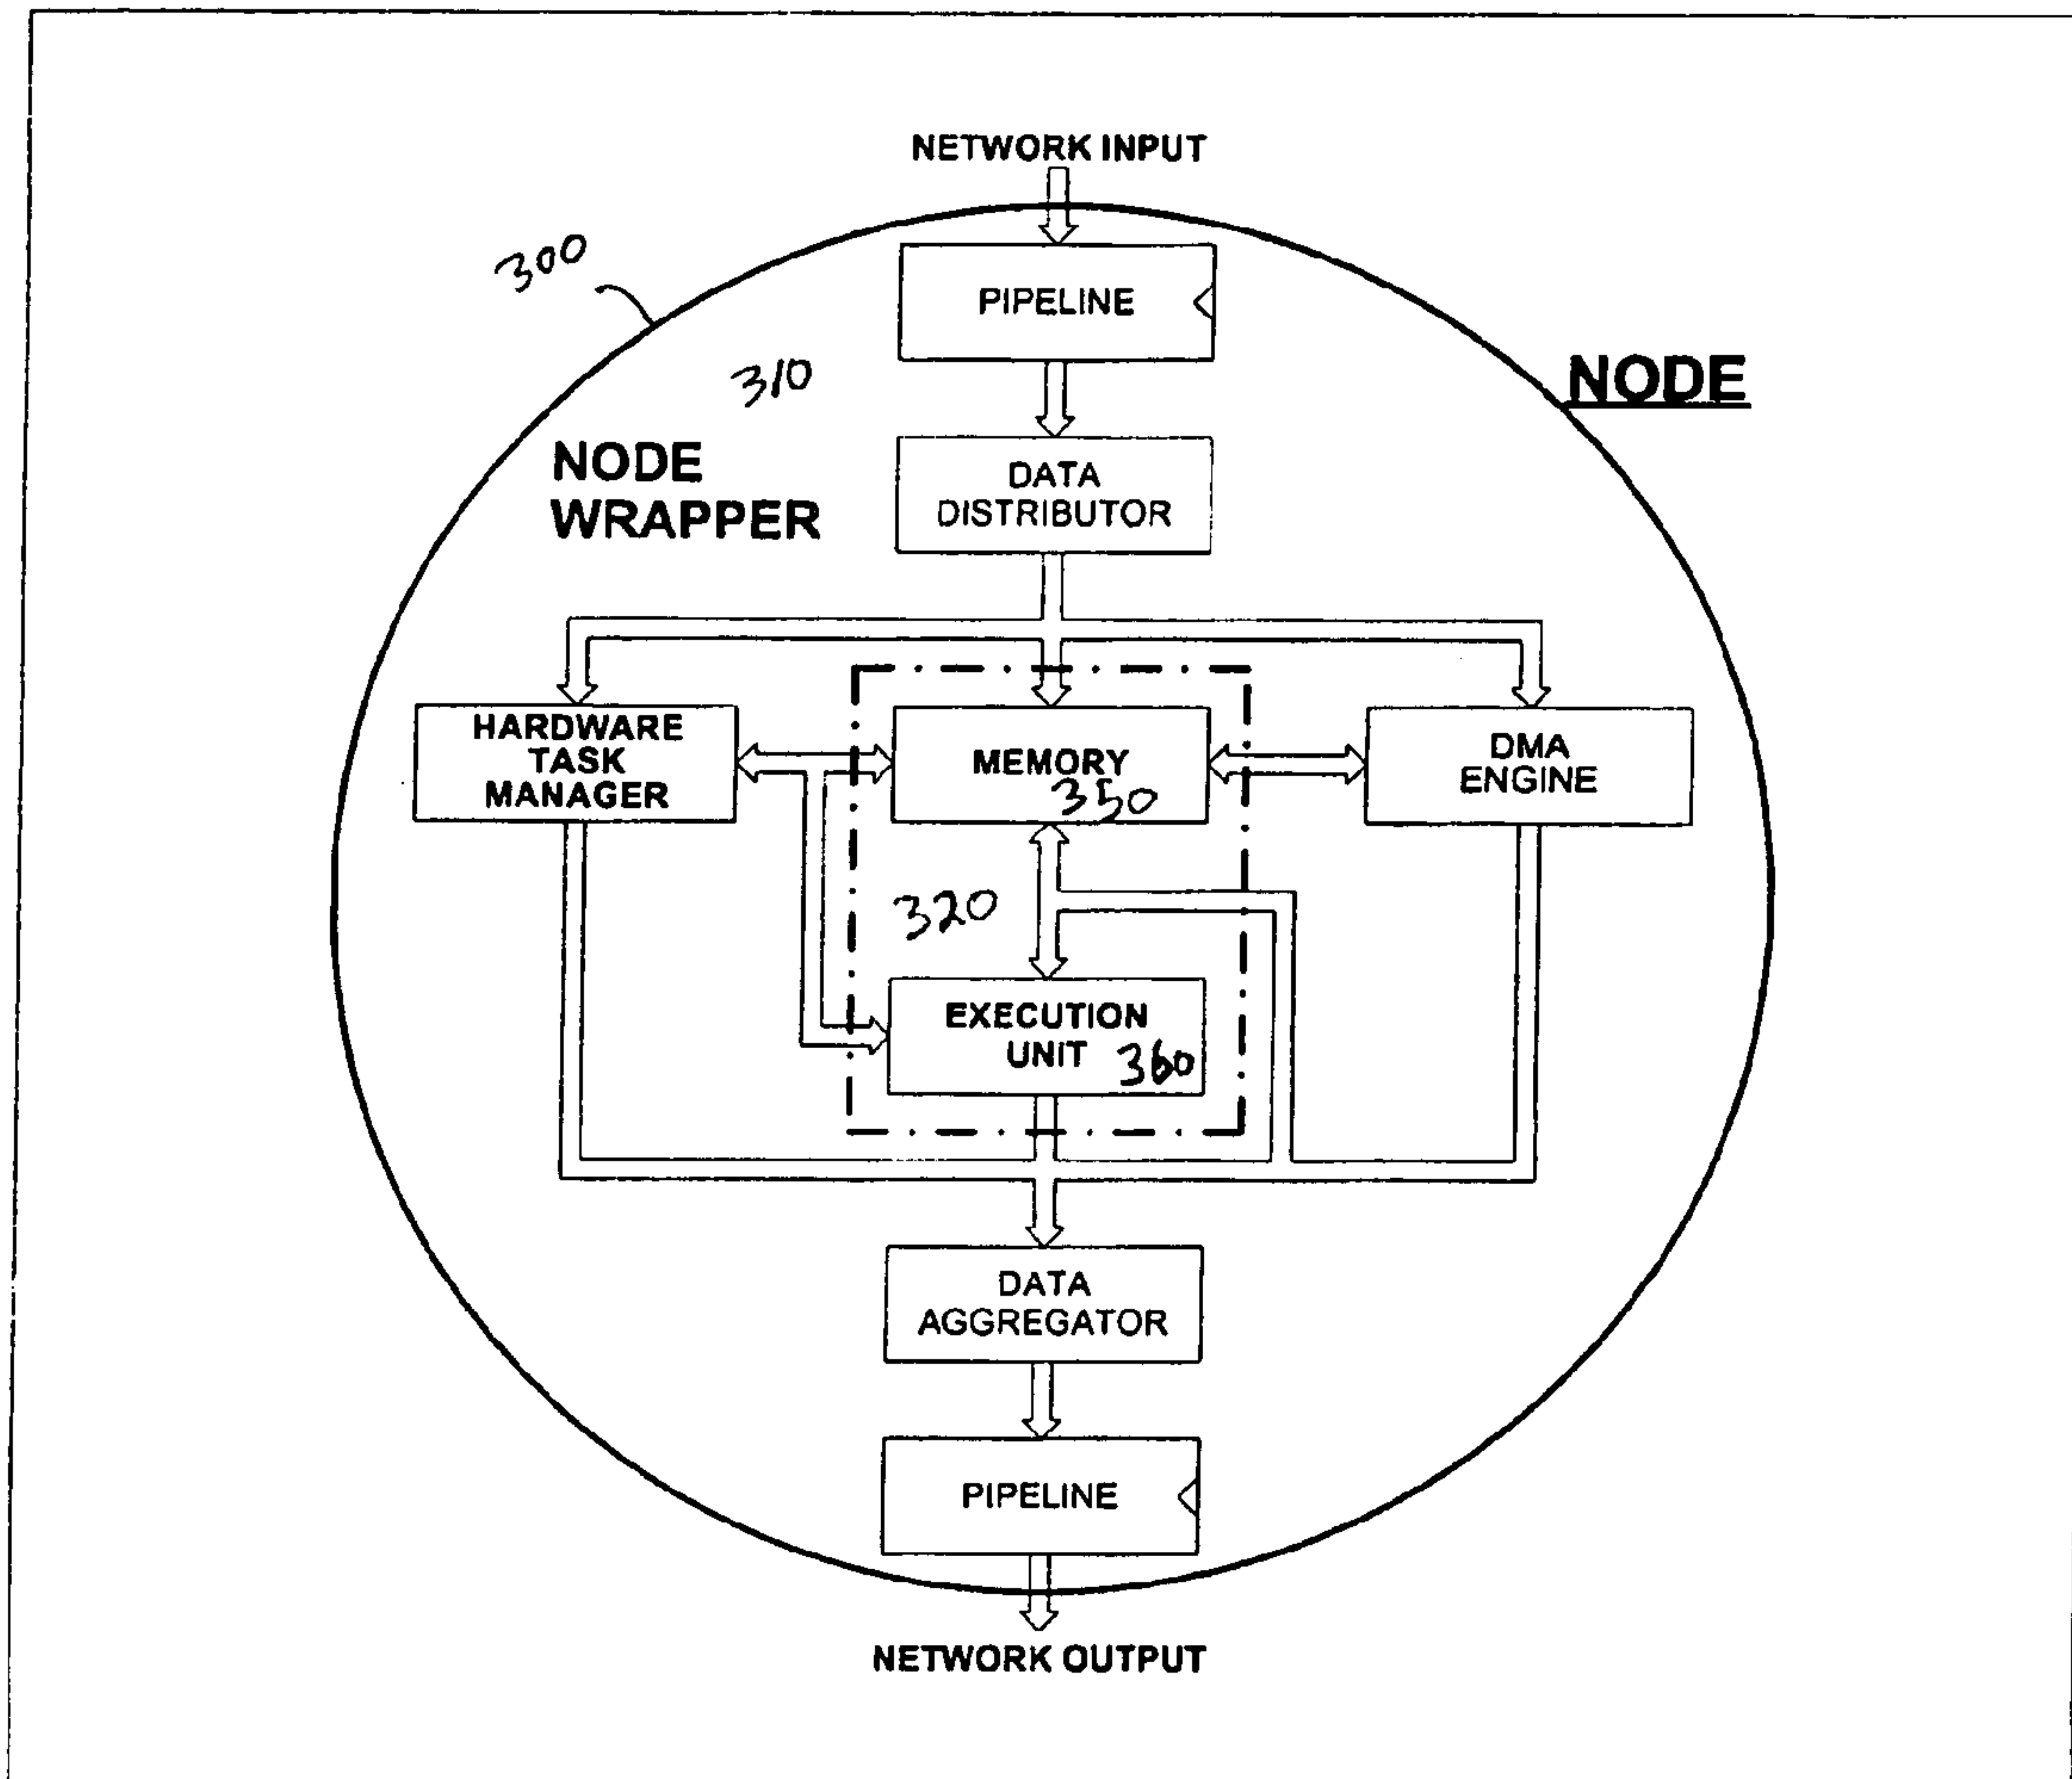 NETWORK INPUT
300
PIPELINE
310
NODE
NODE
WRAPPER
DATA
DISTRIBUTOR
HARDWARE
TASK
MANAGER
MEMORY
350
DMA
ENGINE
320
EXECUTION
UNIT 360
DATA
AGGREGATOR
PIPELINE
NETWORK OUTPUT